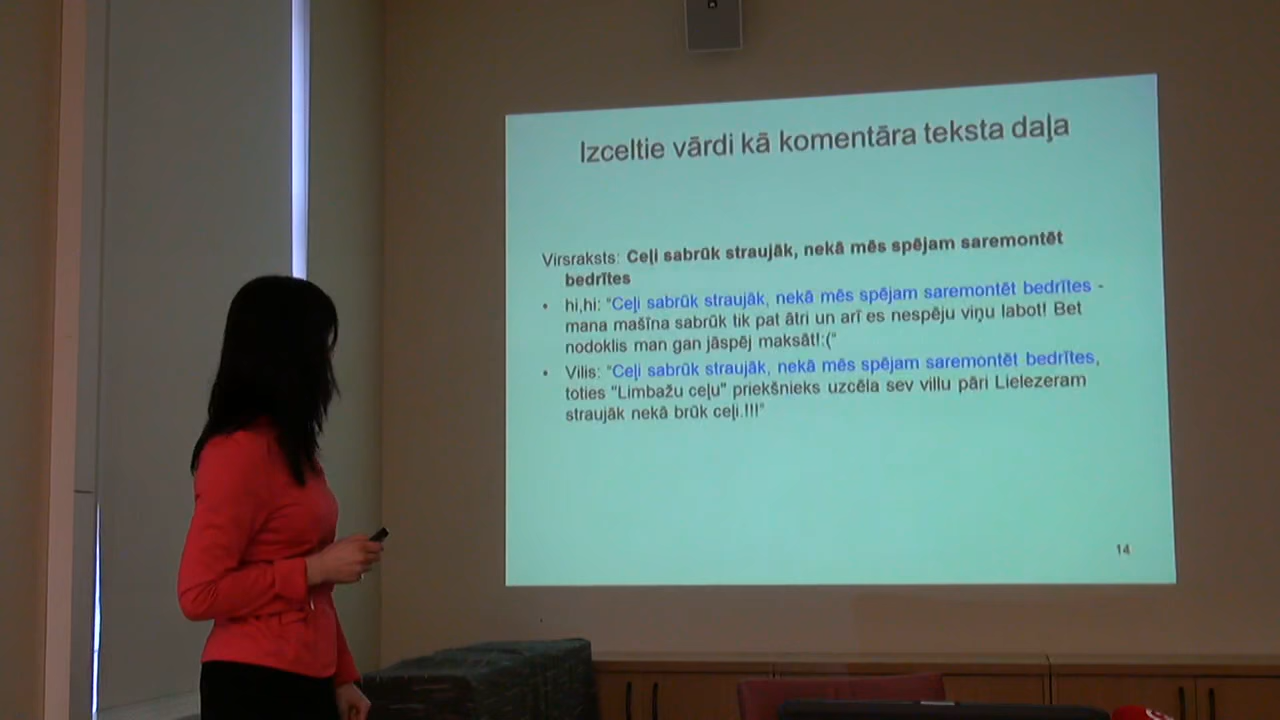 Izceltie vārdi kā komentāra teksta daļa
Virsraksts: Ceļi sabrūk straujāk, nekā mēs spējam saremontēt
bedrītes
• hi,hi: "Ceļi sabrūk straujāk, nekā mēs spējam saremontēt bedrītes -
mana mašīna sabrūk tik pat ātri un arī es nespēju viņu labot! Bet
nodoklis man gan jāspēj maksāt!:("
• Vilis: "Ceļi sabrūk straujāk, nekā mēs spējam saremontēt bedrītes,
toties "Limbažu ceļu" priekšnieks uzcēla sev villu pāri Lielezeram
straujāk nekā brūk ceļi.!!!"
14